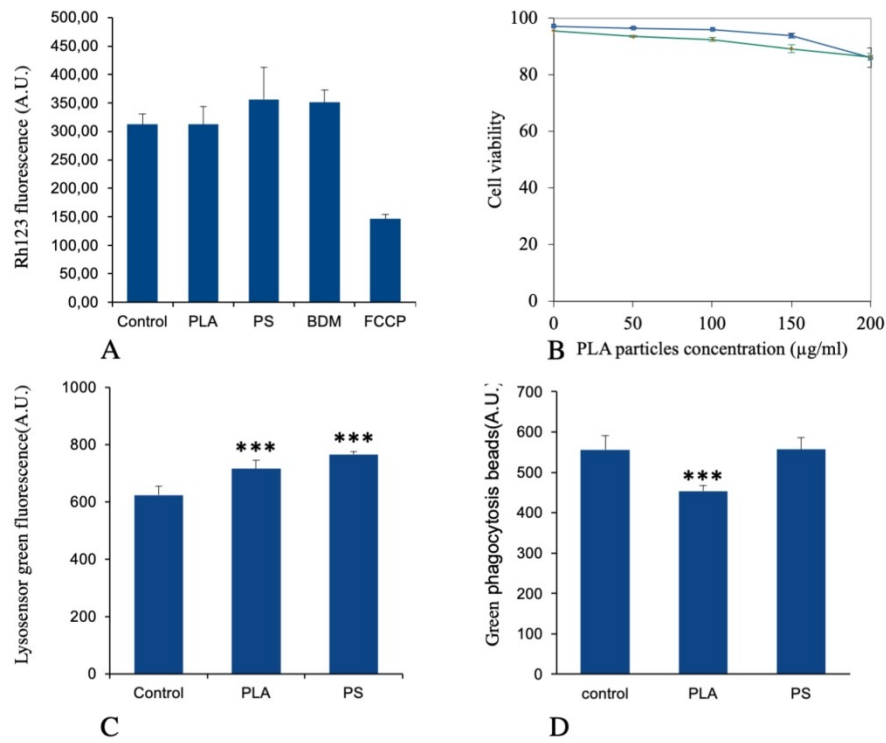 Rh123 fluorescence (A.U.)
500,00
450,00
400,00
350,00
300,00
250,00
200,00
150,00
100,00
50,00
0,00
Control PLA PS BDM FCCP
A
Cell viability
100
80
60
40
20
0
0 50 100 150 200
B PLA particles concentration (µg/ml)
Lysosensor green fluorescence(A.U.)
1000
800
600
400
200
0
*** ***
Control PLA PS
C
Green phagocytosis beads(A.U.)
700
600
500
400
300
200
100
0
***
control PLA PS
D